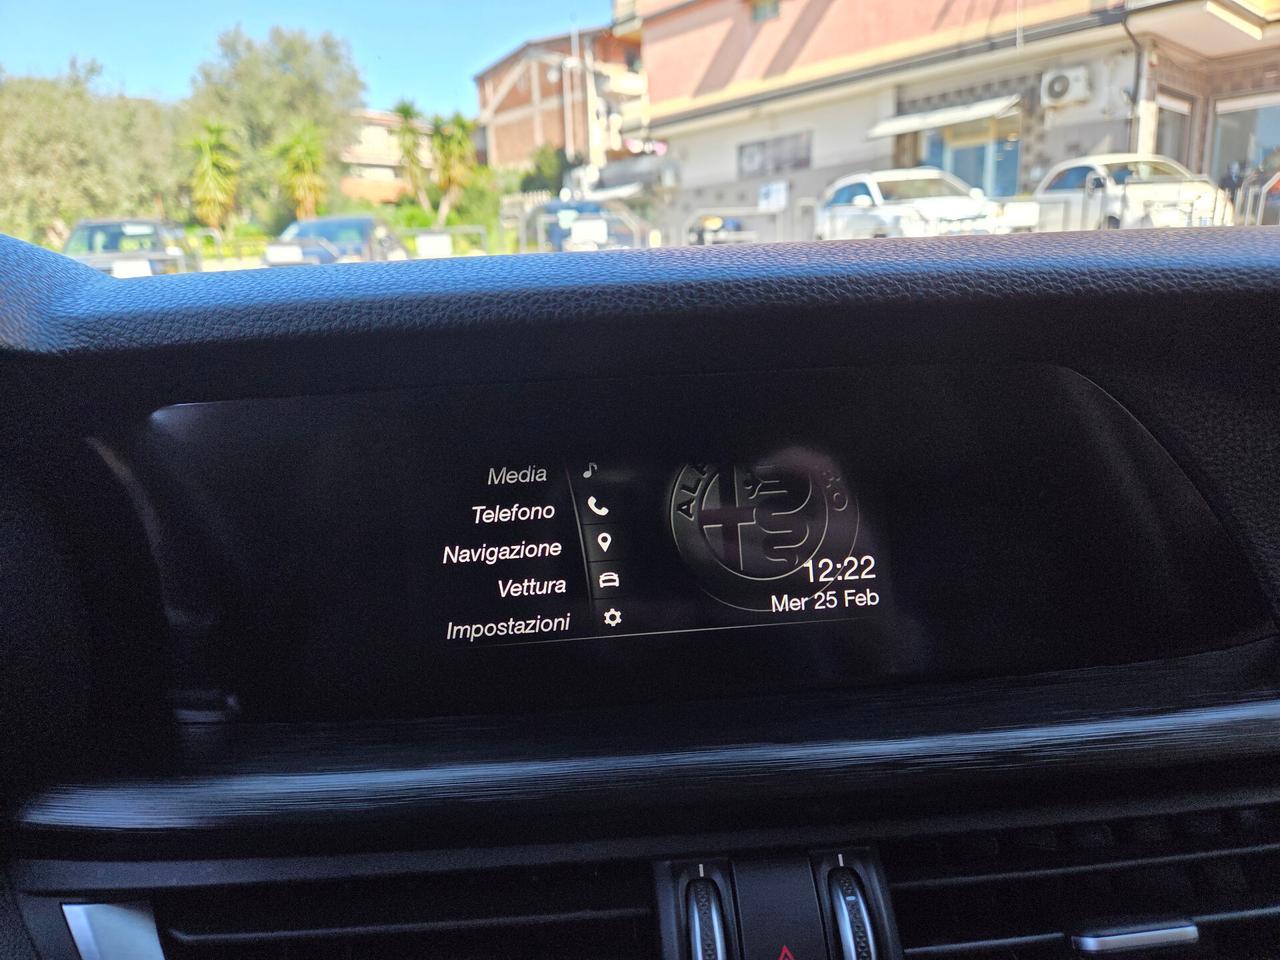 Media
Telefono
Navigazione
Vettura
Impostazioni
12:22
Mer 25 Feb